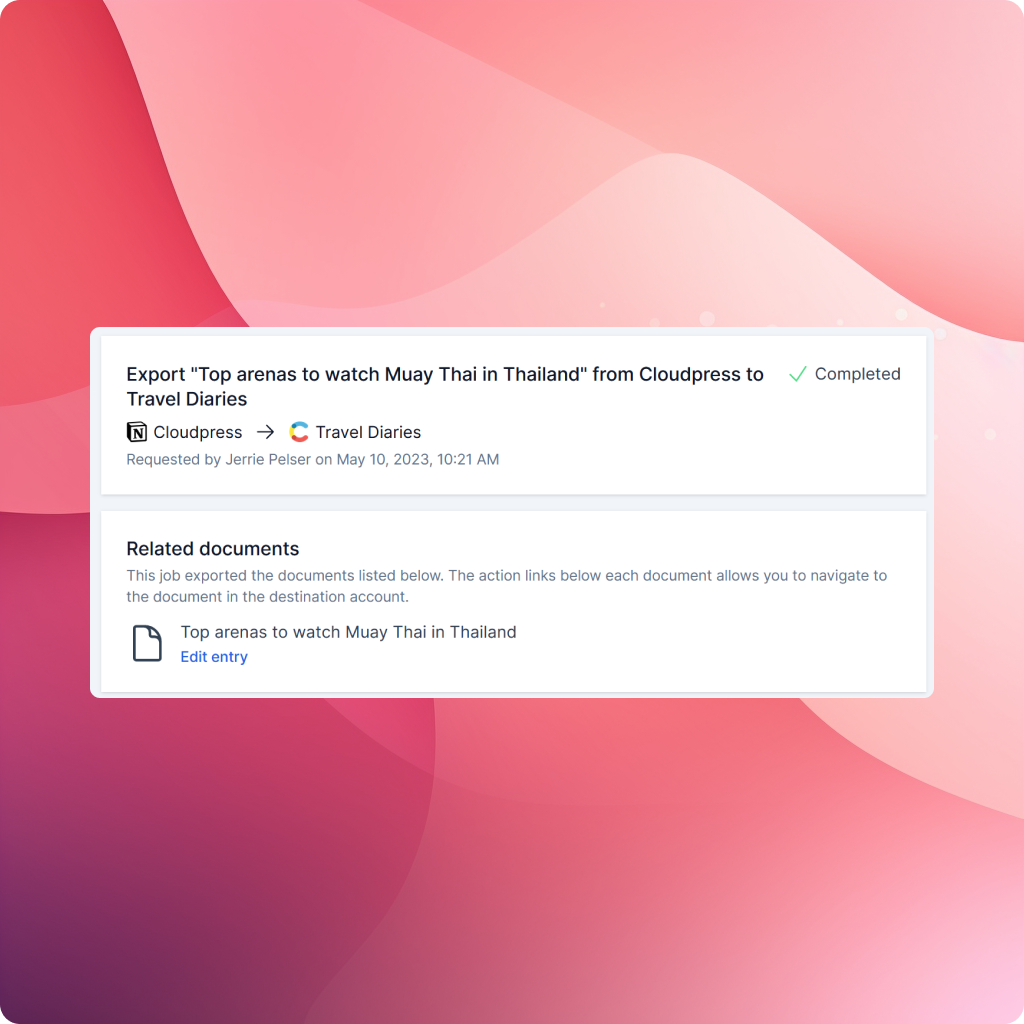 Export "Top arenas to watch Muay Thai in Thailand" from Cloudpress to
Travel Diaries
Completed
Cloudpress → Travel Diaries
Requested by Jerrie Pelser on May 10, 2023, 10:21 AM
Related documents
This job exported the documents listed below. The action links below each document allows you to navigate to
the document in the destination account.
Top arenas to watch Muay Thai in Thailand
Edit entry